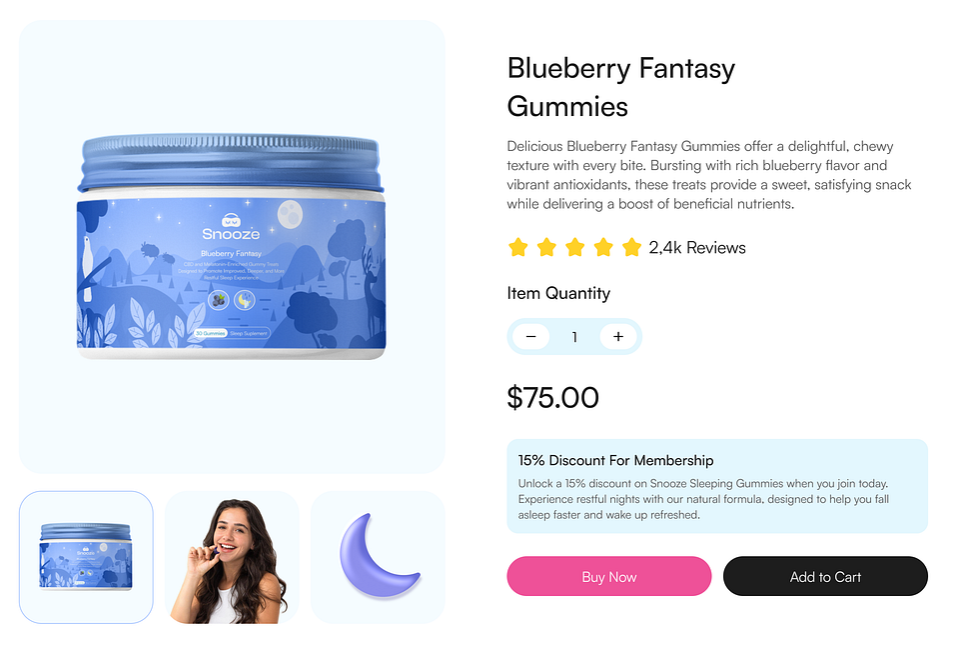 Blueberry Fantasy
Gummies
Delicious Blueberry Fantasy Gummies offer a delightful, chewy
texture with every bite. Bursting with rich blueberry flavor and
vibrant antioxidants, these treats provide a sweet, satisfying snack
while delivering a boost of beneficial nutrients.
2,4k Reviews
Item Quantity
− 1 +
$75.00
15% Discount For Membership
Unlock a 15% discount on Snooze Sleeping Gummies when you join today.
Experience restful nights with our natural formula, designed to help you fall
asleep faster and wake up refreshed.
Buy Now
Add to Cart
Snooze
Blueberry Fantasy
CBD and Melatonin-Enriched Gummy Treats
Designed to Promote Improved, Deeper, and More
Restful Sleep Experience
30 Gummies Sleep Suplement